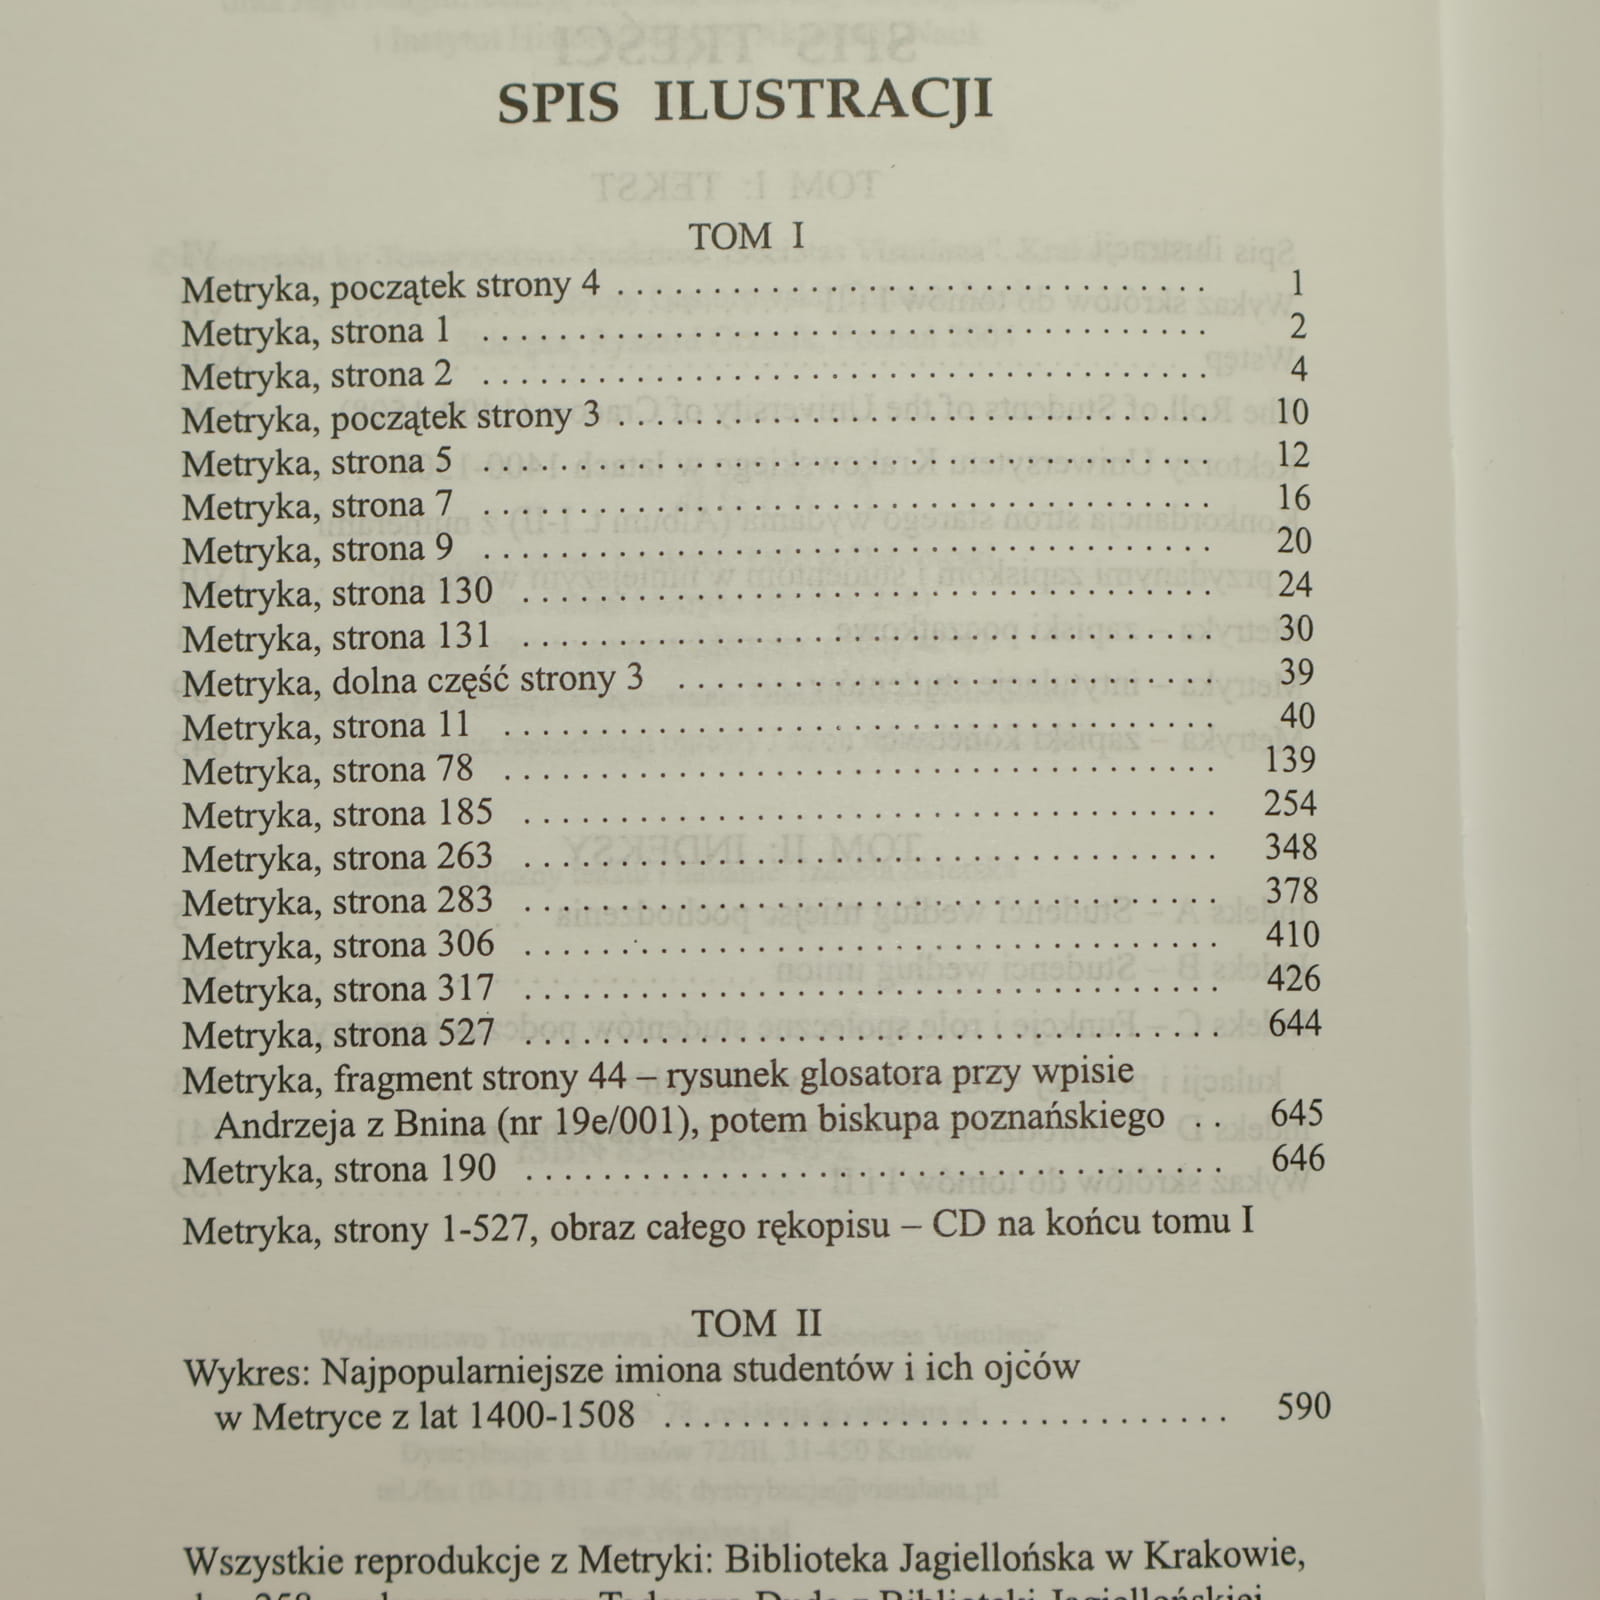 SPIS ILUSTRACJI
TOM I
Metryka, początek strony 4 . . . . . . . . . . . . . . . . . . . . . . . . . . . . . . . 1
Metryka, strona 1 . . . . . . . . . . . . . . . . . . . . . . . . . . . . . . . . . . . . . . 2
Metryka, strona 2 . . . . . . . . . . . . . . . . . . . . . . . . . . . . . . . . . . . . . . 4
Metryka, początek strony 3 . . . . . . . . . . . . . . . . . . . . . . . . . . . . . . . 10
Metryka, strona 5 . . . . . . . . . . . . . . . . . . . . . . . . . . . . . . . . . . . . . . 12
Metryka, strona 7 . . . . . . . . . . . . . . . . . . . . . . . . . . . . . . . . . . . . . . 16
Metryka, strona 9 . . . . . . . . . . . . . . . . . . . . . . . . . . . . . . . . . . . . . . 20
Metryka, strona 130 . . . . . . . . . . . . . . . . . . . . . . . . . . . . . . . . . . . . 24
Metryka, strona 131 . . . . . . . . . . . . . . . . . . . . . . . . . . . . . . . . . . . . 30
Metryka, dolna część strony 3 . . . . . . . . . . . . . . . . . . . . . . . . . . . . 39
Metryka, strona 11 . . . . . . . . . . . . . . . . . . . . . . . . . . . . . . . . . . . . . 40
Metryka, strona 78 . . . . . . . . . . . . . . . . . . . . . . . . . . . . . . . . . . . . . 139
Metryka, strona 185 . . . . . . . . . . . . . . . . . . . . . . . . . . . . . . . . . . . . 254
Metryka, strona 263 . . . . . . . . . . . . . . . . . . . . . . . . . . . . . . . . . . . . 348
Metryka, strona 283 . . . . . . . . . . . . . . . . . . . . . . . . . . . . . . . . . . . . 378
Metryka, strona 306 . . . . . . . . . . . . . . . . . . . . . . . . . . . . . . . . . . . . 410
Metryka, strona 317 . . . . . . . . . . . . . . . . . . . . . . . . . . . . . . . . . . . . 426
Metryka, strona 527 . . . . . . . . . . . . . . . . . . . . . . . . . . . . . . . . . . . . 644
Metryka, fragment strony 44 – rysunek glosatora przy wpisie
Andrzeja z Bnina (nr 19e/001), potem biskupa poznańskiego . . 645
Metryka, strona 190 . . . . . . . . . . . . . . . . . . . . . . . . . . . . . . . . . . . . 646
Metryka, strony 1-527, obraz całego rękopisu – CD na końcu tomu I
TOM II
Wykres: Najpopularniejsze imiona studentów i ich ojców
w Metryce z lat 1400-1508 . . . . . . . . . . . . . . . . . . . . . . . . . . . . . 590
Wszystkie reprodukcje z Metryki: Biblioteka Jagiellońska w Krakowie,